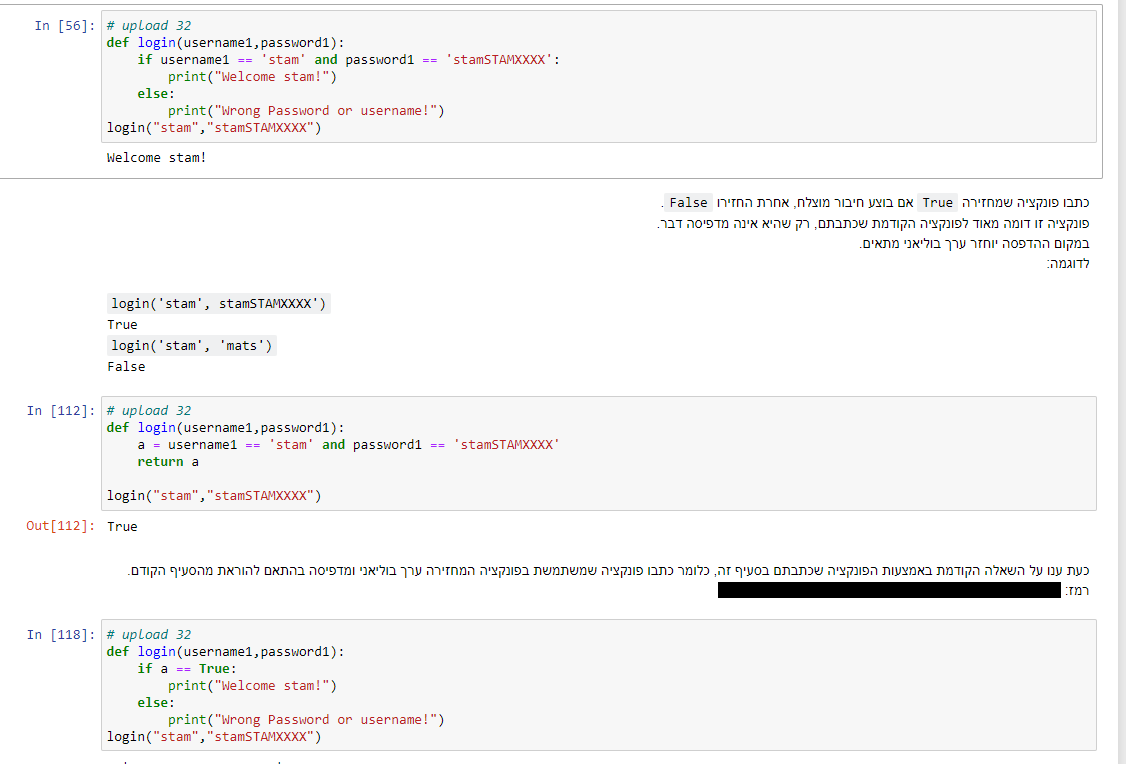 In [56]: # upload 32
def login(username1,password1):
    if username1 == 'stam' and password1 == 'stamSTAMXXXX':
        print("Welcome stam!")
    else:
        print("Wrong Password or username!")
login("stam","stamSTAMXXXX")
Welcome stam!
כתבו פונקציה שמחזירה True אם בוצע חיבור מוצלח, אחרת החזירו False.
פונקציה זו דומה מאוד לפונקציה הקודמת שכתבתם, רק שהיא אינה מדפיסה דבר.
במקום ההדפסה יוחזר ערך בוליאני מתאים.
לדוגמה:
login('stam', stamSTAMXXXX')
True
login('stam', 'mats')
False
In [112]: # upload 32
def login(username1,password1):
    a = username1 == 'stam' and password1 == 'stamSTAMXXXX'
    return a
login("stam","stamSTAMXXXX")
Out[112]: True
כעת ענו על השאלה הקודמת באמצעות הפונקציה שכתבתם בסעיף זה, כלומר כתבו פונקציה שמשתמשת בפונקציה המחזירה ערך בוליאני ומדפיסה בהתאם להוראת מהסעיף הקודם.
רמז:
In [118]: # upload 32
def login(username1,password1):
    if a == True:
        print("Welcome stam!")
    else:
        print("Wrong Password or username!")
login("stam","stamSTAMXXXX")